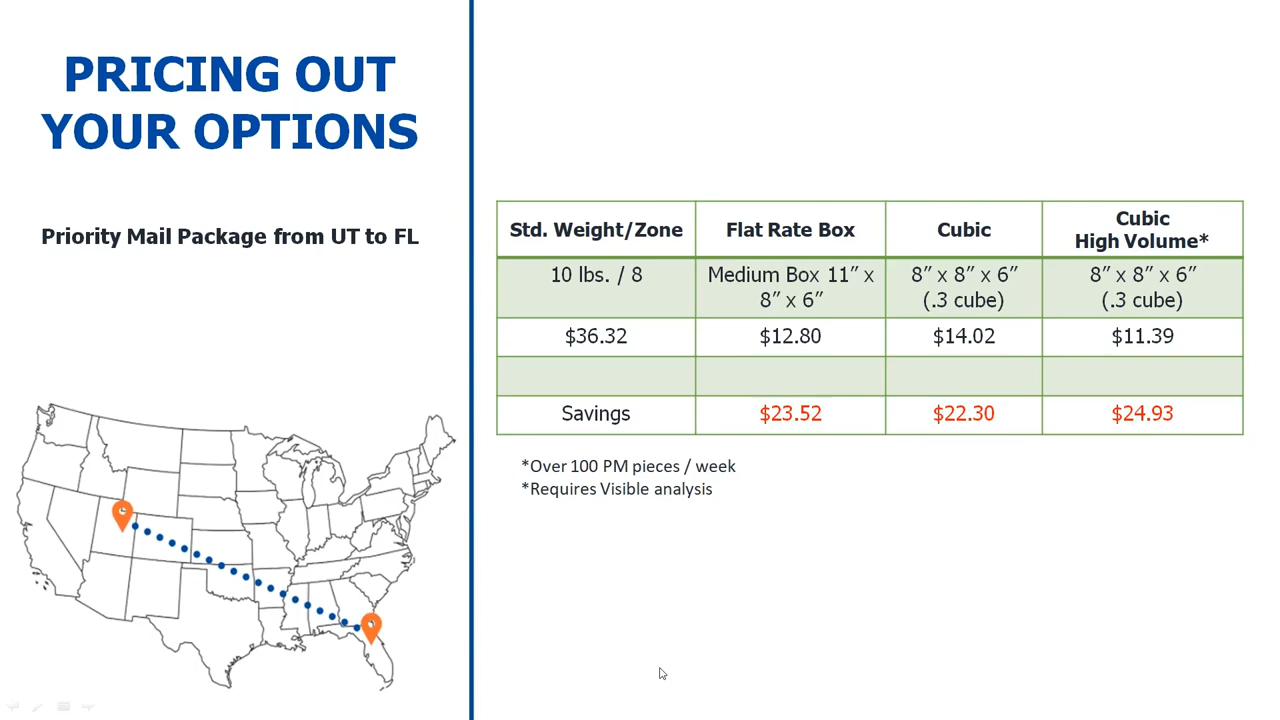 PRICING OUT
YOUR OPTIONS
Priority Mail Package from UT to FL
Std. Weight/Zone
Flat Rate Box
Cubic
Cubic
High Volume*
10 lbs. / 8
Medium Box 11” x
8” x 6”
8” x 8” x 6”
(.3 cube)
8” x 8” x 6”
(.3 cube)
$36.32
$12.80
$14.02
$11.39
Savings
$23.52
$22.30
$24.93
*Over 100 PM pieces / week
*Requires Visible analysis